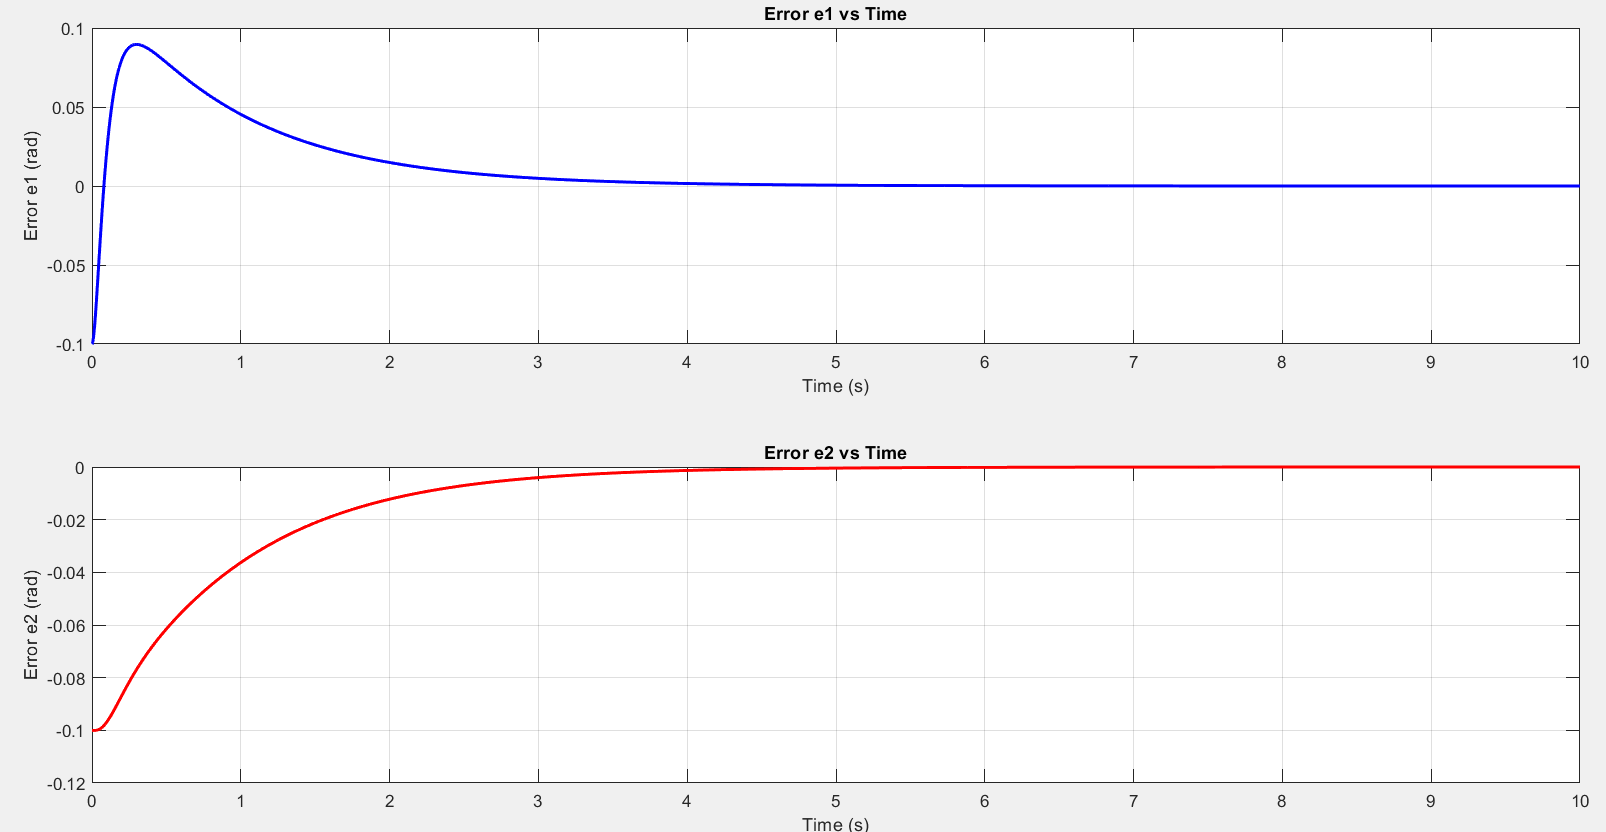 Error e1 vs Time
0.1
0.05
0
-0.05
-0.1
Error e1 (rad)
0 1 2 3 4 5 6 7 8 9 10
Time (s)
Error e2 vs Time
0
-0.02
-0.04
-0.06
-0.08
-0.1
-0.12
Error e2 (rad)
0 1 2 3 4 5 6 7 8 9 10
Time (s)